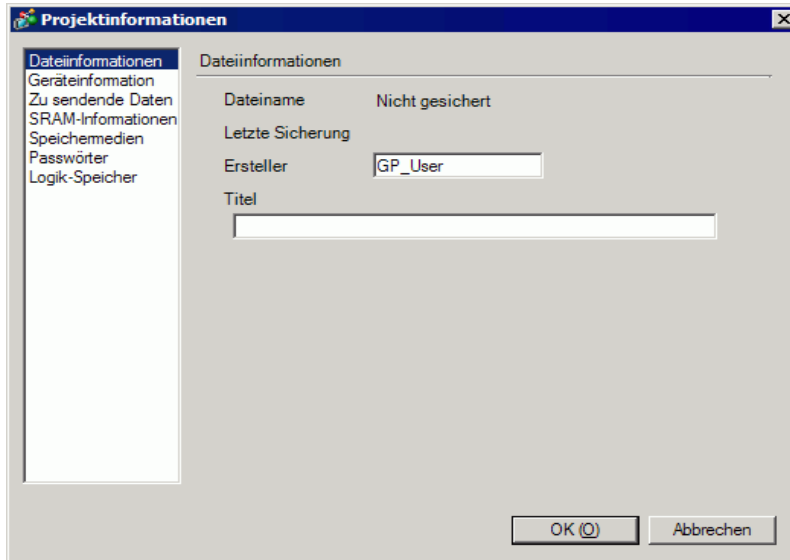 Projektinformationen
Dateiinformationen
Geräteinformation
Zu sendende Daten
SRAM-Informationen
Speichermedien
Passwörter
Logik-Speicher
Dateiinformationen
Dateiname Nicht gesichert
Letzte Sicherung
Ersteller GP_User
Titel
OK (O) Abbrechen